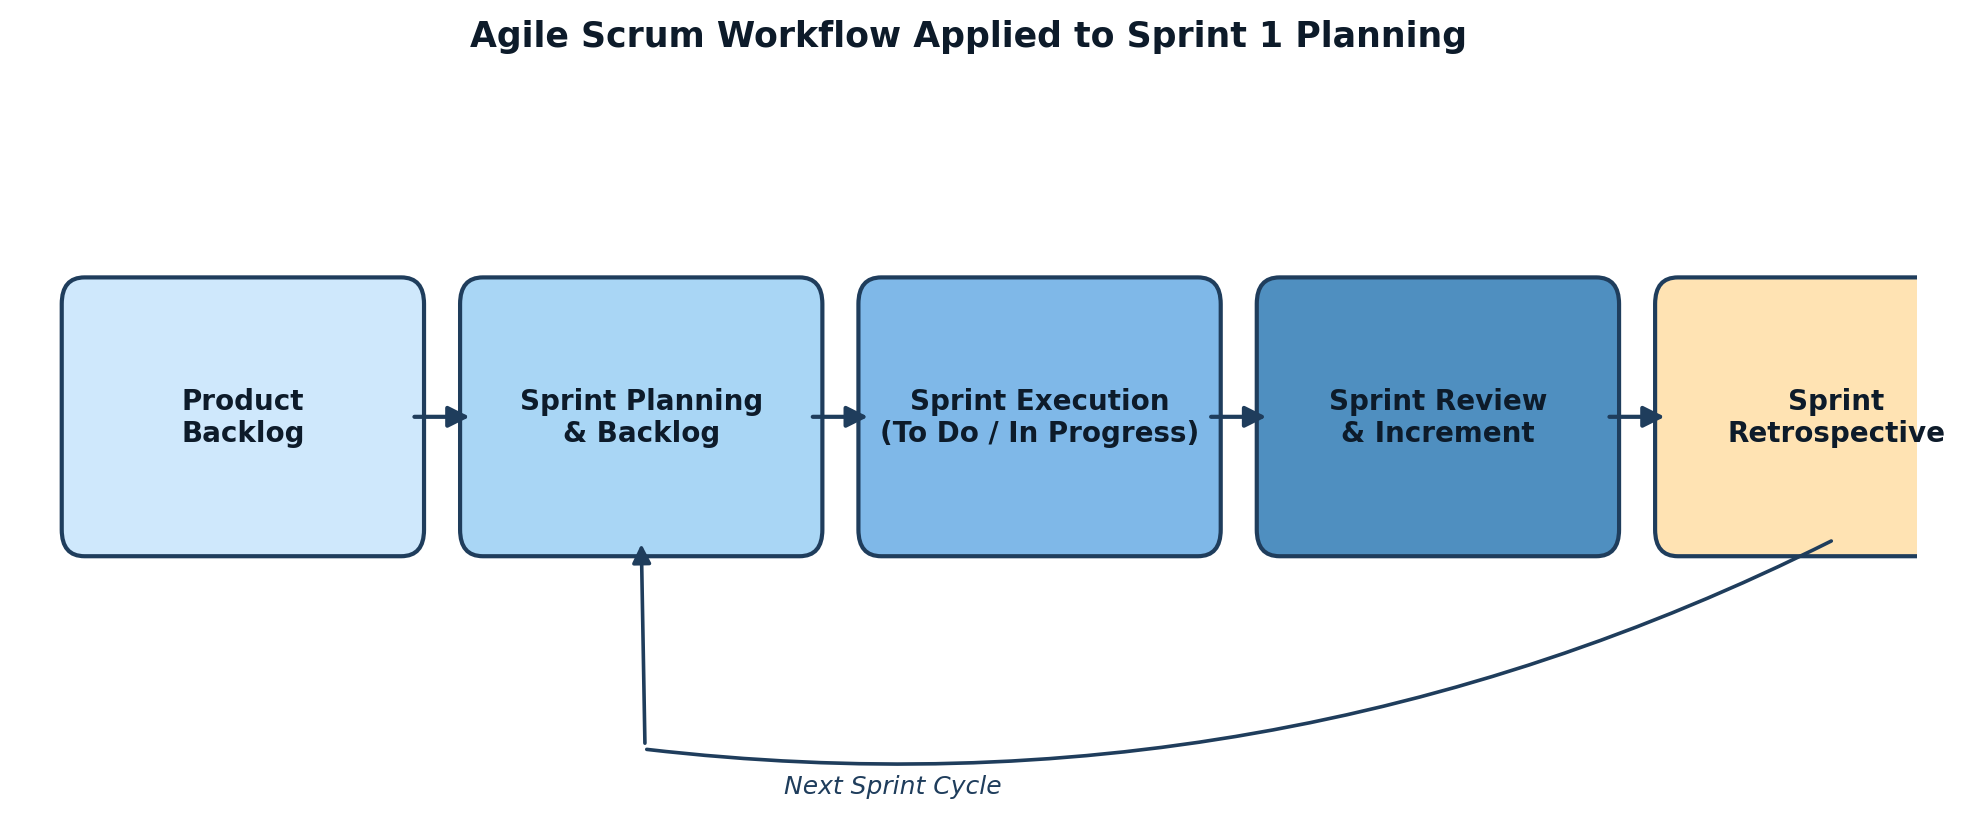 Agile Scrum Workflow Applied to Sprint 1 Planning
Product
Backlog
Sprint Planning
& Backlog
Sprint Execution
(To Do / In Progress)
Sprint Review
& Increment
Sprint
Retrospective
Next Sprint Cycle